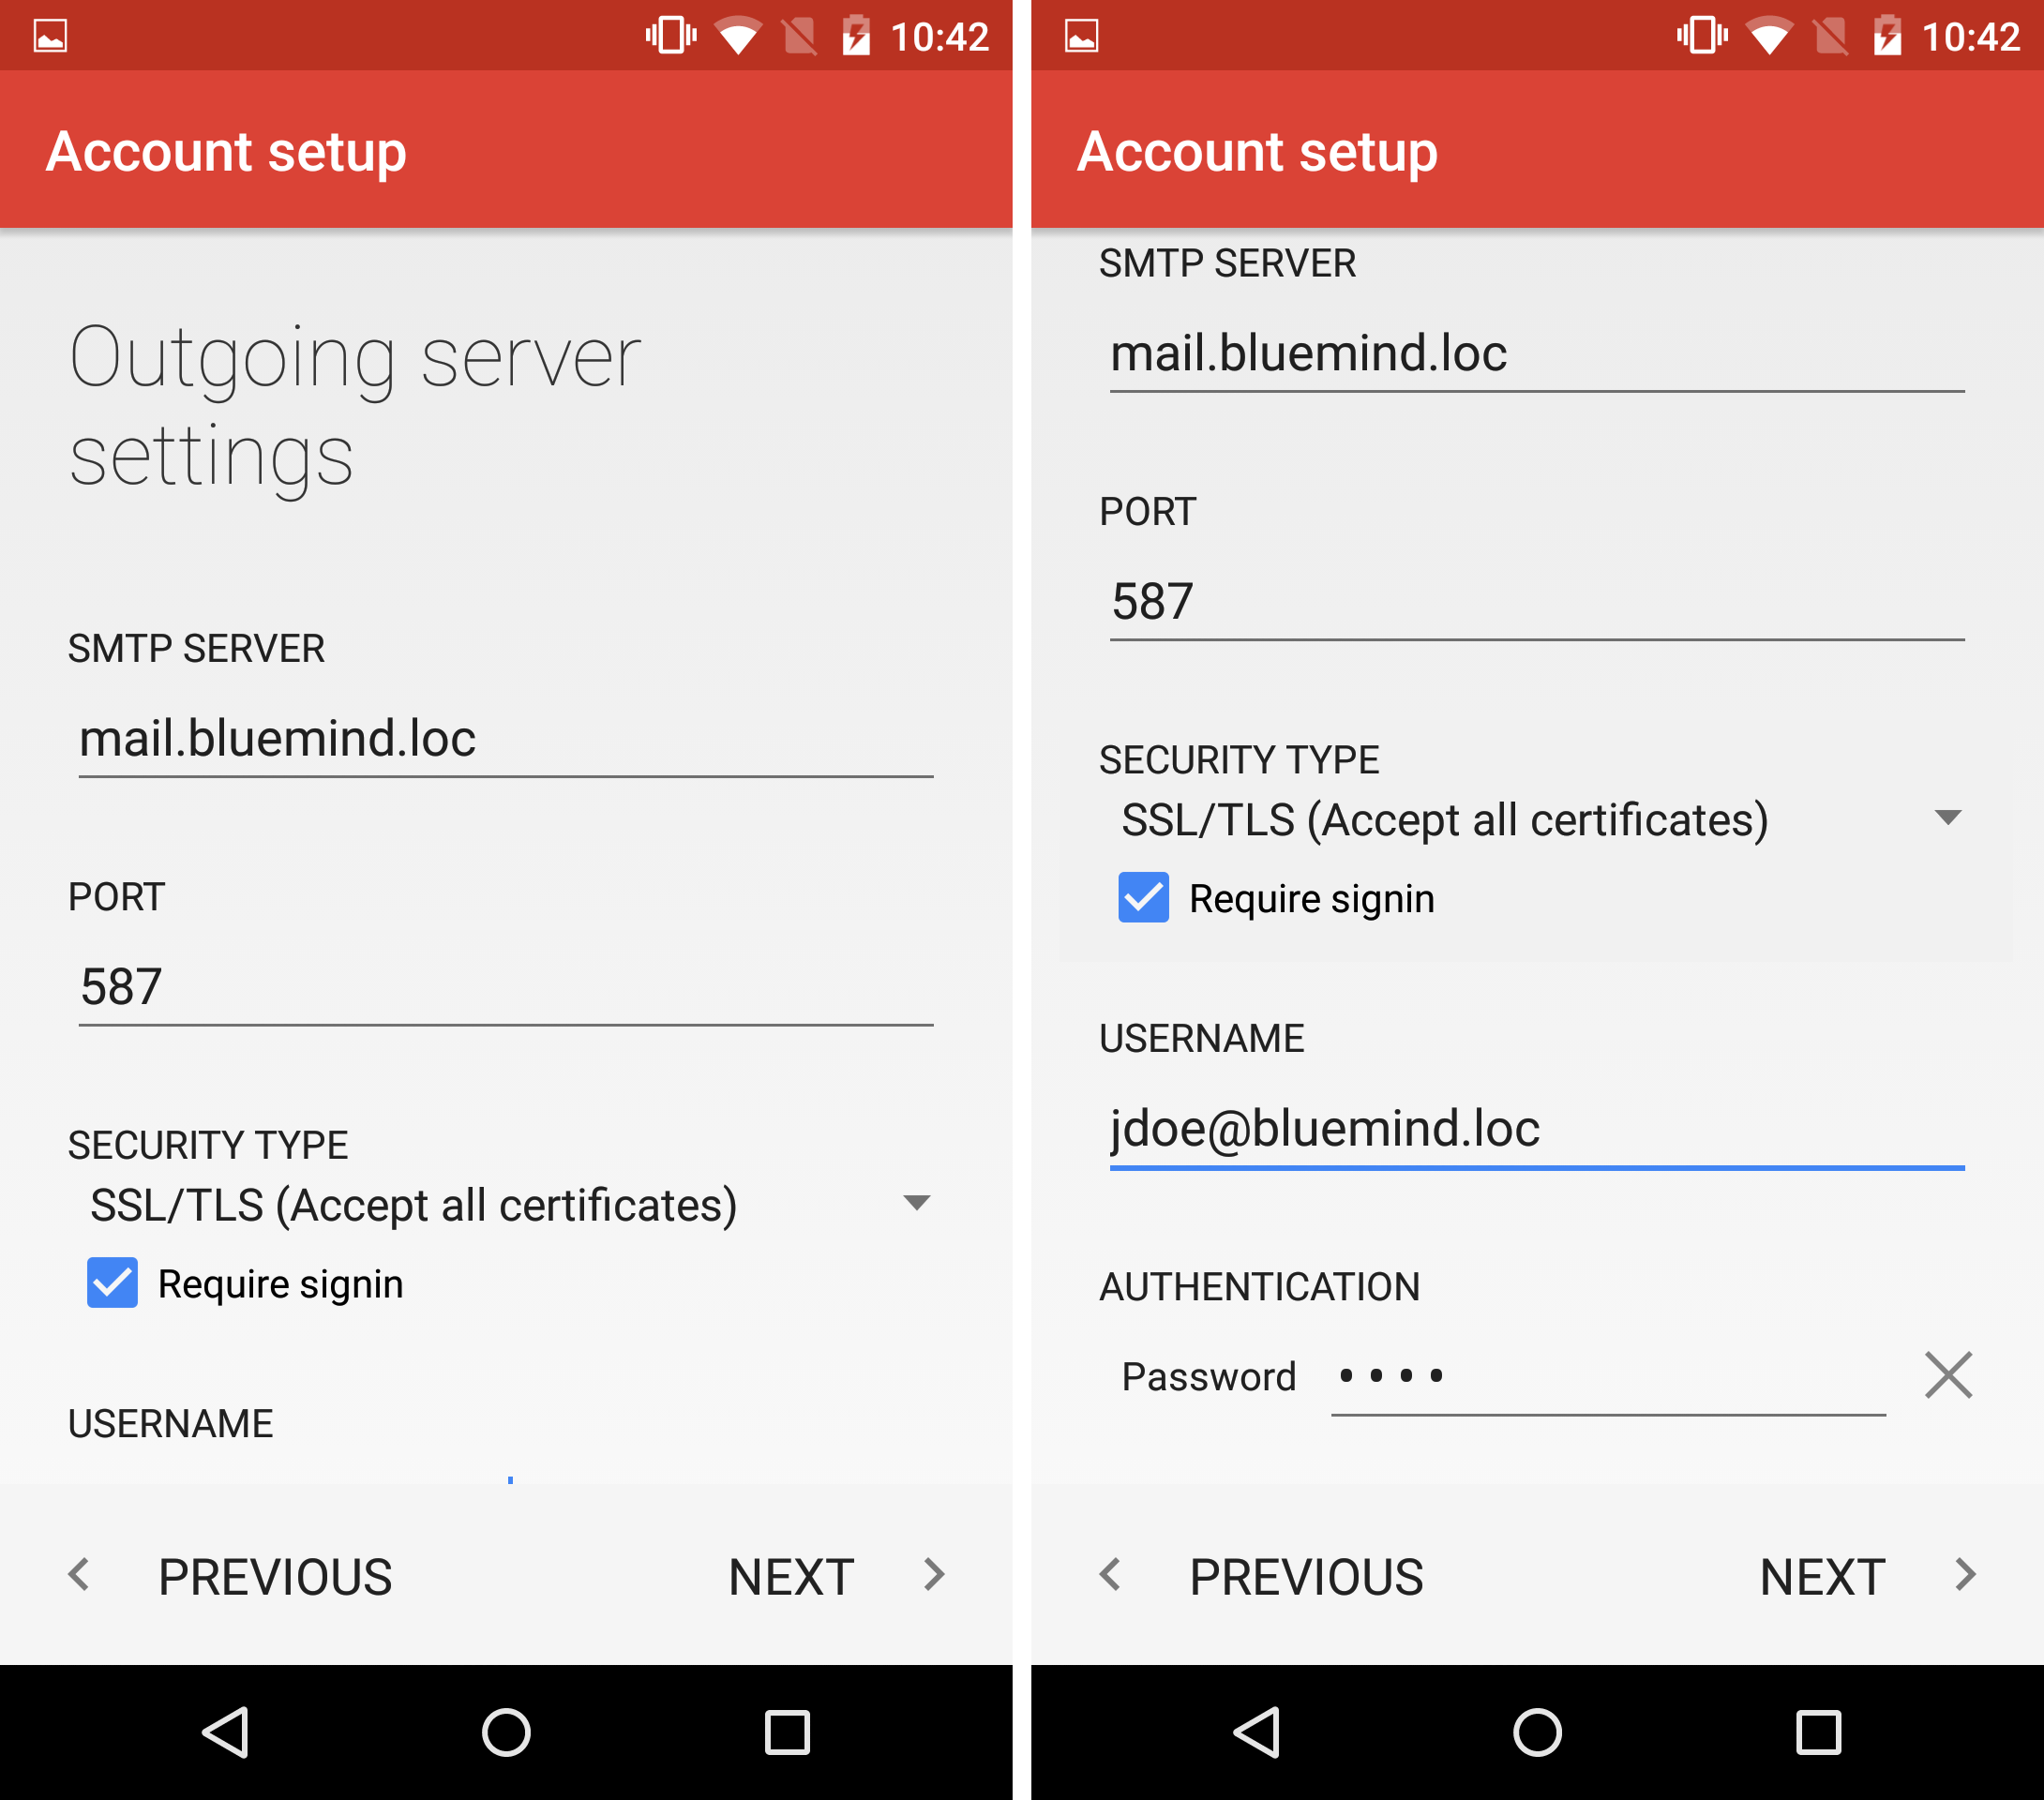 10:42
Account setup
Outgoing server
settings
SMTP SERVER
mail.bluemind.loc
PORT
587
SECURITY TYPE
SSL/TLS (Accept all certificates)
Require signin
USERNAME
PREVIOUS
NEXT
10:42
Account setup
SMTP SERVER
mail.bluemind.loc
PORT
587
SECURITY TYPE
SSL/TLS (Accept all certificates)
Require signin
USERNAME
jdoe@bluemind.loc
AUTHENTICATION
Password ••••
PREVIOUS
NEXT